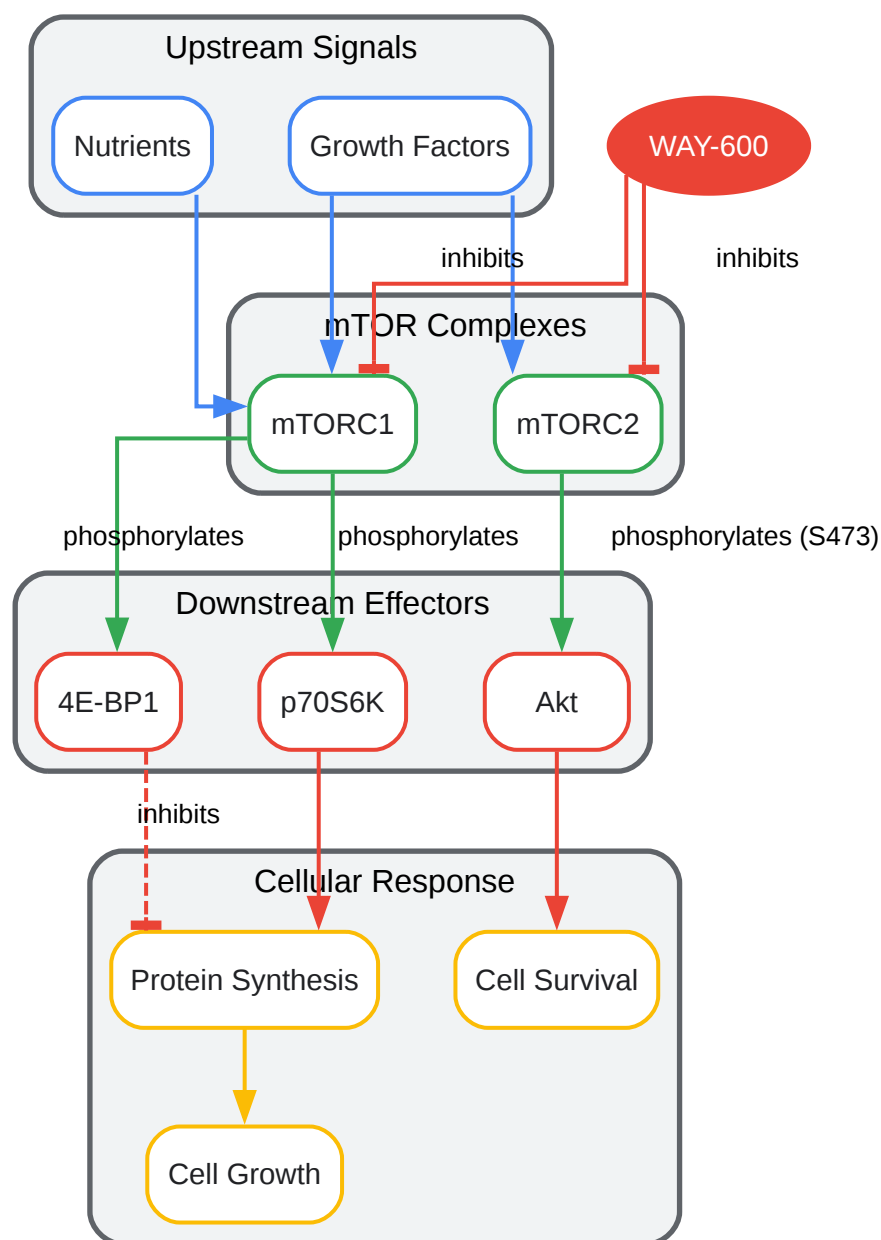 Upstream Signals
Nutrients
Growth Factors
WAY-600
inhibits
inhibits
mTOR Complexes
mTORC1
mTORC2
phosphorylates
phosphorylates
phosphorylates (S473)
Downstream Effectors
4E-BP1
p70S6K
Akt
inhibits
Cellular Response
Protein Synthesis
Cell Survival
Cell Growth